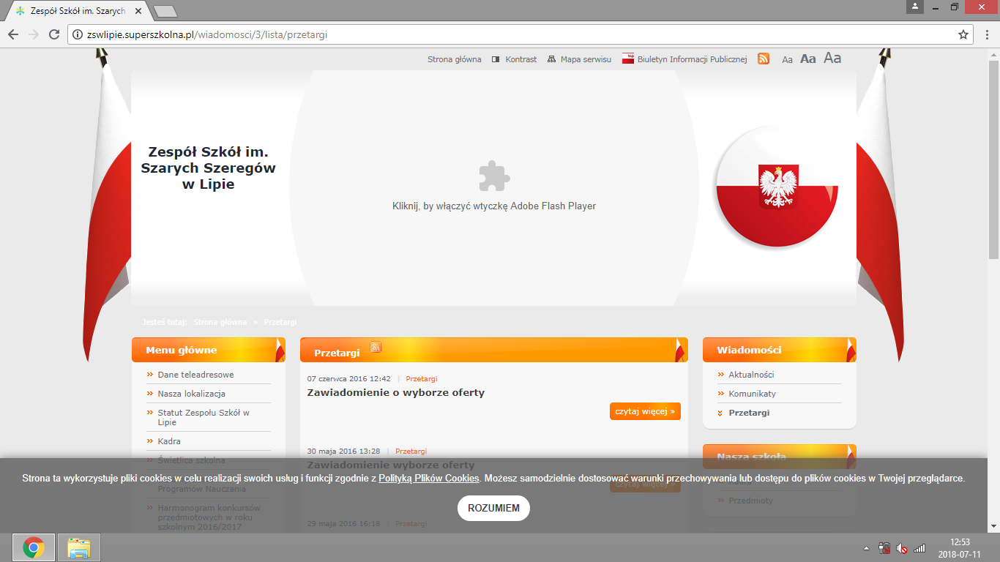 Zespół Szkół im. Szarych
zswlipie.superszkolna.pl/wiadomosci/3/lista/przetargi
Strona główna Kontrast Mapa serwisu bip Biuletyn Informacji Publicznej Aa Aa Aa
Zespół Szkół im.
Szarych Szeregów
w Lipie
Kliknij, by włączyć wtyczkę Adobe Flash Player
Jesteś tutaj: Strona główna » Przetargi
Menu główne
Dane teleadresowe
Nasza lokalizacja
Statut Zespołu Szkół w
Lipie
Kadra
Świetlica szkolna
Programów Nauczania
Harmonogram konkursów
przedmiotowych w roku
szkolnym 2016/2017
Przetargi
07 czerwca 2016 12:42 | Przetargi
Zawiadomienie o wyborze oferty
czytaj więcej »
30 maja 2016 13:28 | Przetargi
Zawiadomienie wyborze oferty
czytaj więcej »
29 maja 2016 16:18 | Przetargi
Wiadomości
Aktualności
Komunikaty
Przetargi
Nasza szkoła
Kadra
Przedmioty
Strona ta wykorzystuje pliki cookies w celu realizacji swoich usług i funkcji zgodnie z Polityką Plików Cookies. Możesz samodzielnie dostosować warunki przechowywania lub dostępu do plików cookies w Twojej przeglądarce.
ROZUMIEM
12:53
2018-07-11